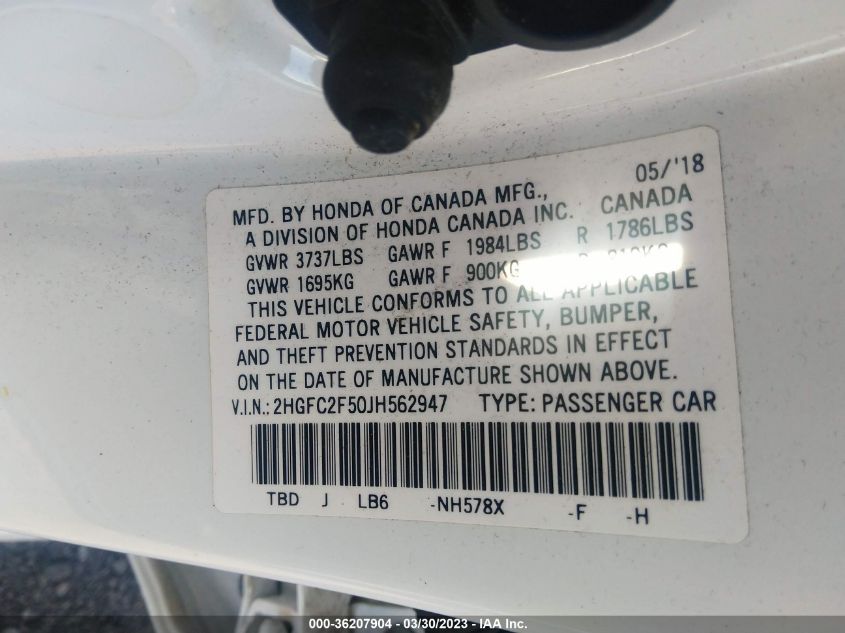 05/'18
MFD. BY HONDA OF CANADA MFG., CANADA
A DIVISION OF HONDA CANADA INC.
GVWR 3737LBS GAWR F 1984LBS R 1786LBS
GVWR 1695KG GAWR F 900KG
THIS VEHICLE CONFORMS TO ALL APPLICABLE
FEDERAL MOTOR VEHICLE SAFETY, BUMPER,
AND THEFT PREVENTION STANDARDS IN EFFECT
ON THE DATE OF MANUFACTURE SHOWN ABOVE.
V.I.N.: 2HGFC2F50JH562947 TYPE: PASSENGER CAR
TBD J LB6 -NH578X -F -H
000-36207904 - 03/30/2023 - IAA Inc.